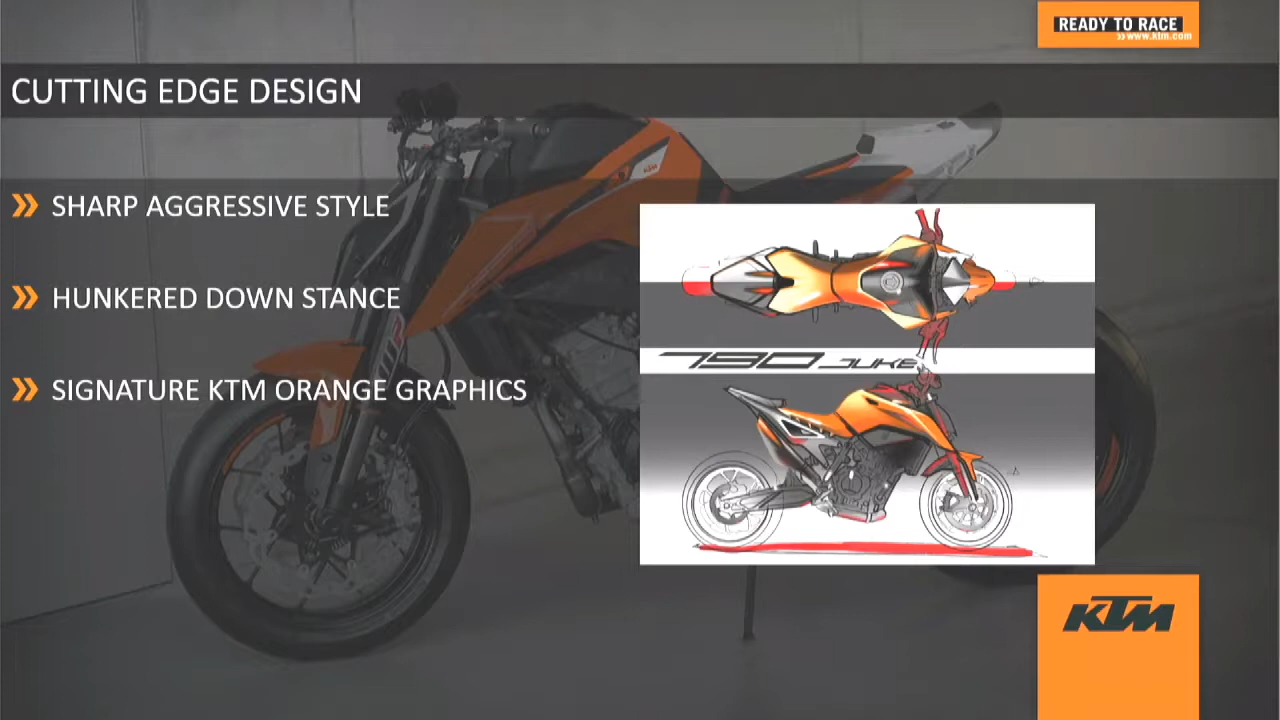 READY TO RACE
www.ktm.com
CUTTING EDGE DESIGN
SHARP AGGRESSIVE STYLE
HUNKERED DOWN STANCE
SIGNATURE KTM ORANGE GRAPHICS
KTM
790 DUKE
KTM